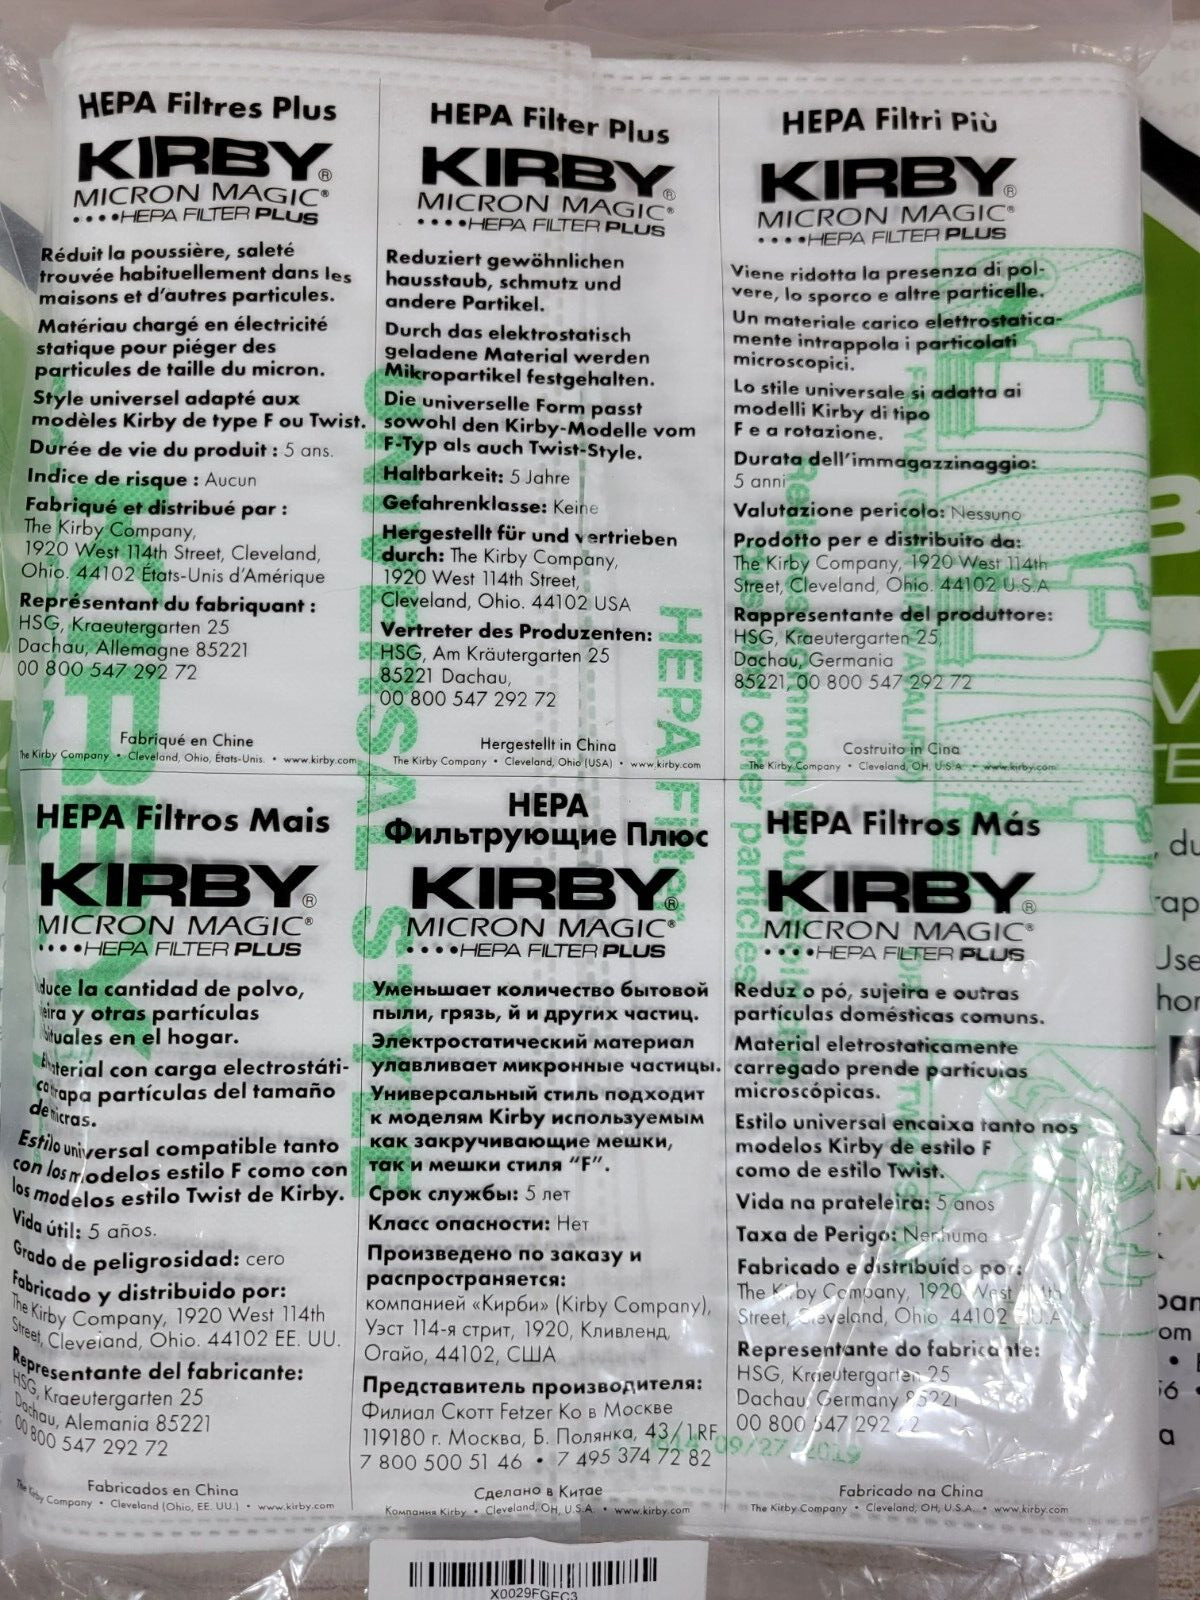 HEPA Filtres Plus
KIRBY®
MICRON MAGIC®
••••HEPA FILTER PLUS
Réduit la poussière, saleté
trouvée habituellement dans les
maisons et d'autres particules.
Matériau chargé en électricité
statique pour piéger des
particules de taille du micron.
Style universel adapté aux
modèles Kirby de type F ou Twist.
Durée de vie du produit : 5 ans.
Indice de risque : Aucun
Fabriqué et distribué par :
The Kirby Company,
1920 West 114th Street, Cleveland,
Ohio. 44102 États-Unis d'Amérique
Représentant du fabriquant :
HSG, Kraeutergarten 25
Dachau, Allemagne 85221
00 800 547 292 72
Fabriqué en Chine
The Kirby Company • Cleveland, Ohio, États-Unis. • www.kirby.com
HEPA Filter Plus
KIRBY®
MICRON MAGIC®
••••HEPA FILTER PLUS
Reduziert gewöhnlichen
hausstaub, schmutz und
andere Partikel.
Durch das elektrostatisch
geladene Material werden
Mikropartikel festgehalten.
Die universelle Form passt
sowohl den Kirby-Modelle vom
F-Typ als auch Twist-Style.
Haltbarkeit: 5 Jahre
Gefahrenklasse: Keine
Hergestellt für und vertrieben
durch: The Kirby Company,
1920 West 114th Street,
Cleveland, Ohio. 44102 USA
Vertreter des Produzenten:
HSG, Am Kräutergarten 25
85221 Dachau,
00 800 547 292 72
Hergestellt in China
The Kirby Company • Cleveland, Ohio (USA) • www.kirby.com
HEPA Filtri Più
KIRBY®
MICRON MAGIC®
••••HEPA FILTER PLUS
Viene ridotta la presenza di pol-
vere, lo sporco e altre particelle.
Un materiale carico elettrostatica-
mente intrappola i particolati
microscopici.
Lo stile universale si adatta ai
modelli Kirby di tipo
F e a rotazione.
Durata dell'immagazzinaggio:
5 anni
Valutazione pericolo: Nessuno
Prodotto per e distribuito da:
The Kirby Company, 1920 West 114th
Street, Cleveland, Ohio. 44102 U.S.A
Rappresentante del produttore:
HSG, Kraeutergarten 25,
Dachau, Germania
85221, 00 800 547 292 72
Costruito in Cina
The Kirby Company • Cleveland, OH, U.S.A. • www.kirby.com
HEPA Filtros Mais
KIRBY®
MICRON MAGIC®
••••HEPA FILTER PLUS
duce la cantidad de polvo,
eira y otras partículas
bituales en el hogar.
material con carga electrostáti-
partículas del tamaño
de micras.
Estilo universal compatible tanto
con los modelos estilo F como con
los modelos estilo Twist de Kirby.
Vida útil: 5 años.
Grado de peligrosidad: cero
Fabricado y distribuido por:
The Kirby Company, 1920 West 114th
Street, Cleveland, Ohio. 44102 EE. UU.
Representante del fabricante:
HSG, Kraeutergarten 25
Dachau, Alemania 85221
00 800 547 292 72
Fabricados en China
The Kirby Company • Cleveland (Ohio, EE. UU.) • www.kirby.com
HEPA
Фильтрующие Плюс
KIRBY®
MICRON MAGIC®
••••HEPA FILTER PLUS
Уменьшает количество бытовой
пыли, грязь, й и других частиц.
Электростатический материал
улавливает микронные частицы.
Универсальный стиль подходит
к моделям Kirby используемым
как закручивающие мешки,
так и мешки стиля "F".
Срок службы: 5 лет
Класс опасности: Нет
Произведено по заказу и
распространяется:
компанией «Кирби» (Kirby Company),
Уэст 114-я стрит, 1920, Кливленд,
Огайо, 44102, США
Представитель производителя:
Филиал Скотт Fetzer Ко в Москве
119180 г. Москва, Б. Полянка, 43/1RF
7 800 500 51 46 • 7 495 374 72 82
Сделано в Китае
Компания Kirby • Cleveland, OH, U.S.A. • www.kirby.com
HEPA Filtros Más
KIRBY®
MICRON MAGIC®
••••HEPA FILTER PLUS
Reduz o pó, sujeira e outras
partículas domésticas comuns.
Material eletrostaticamente
carregado prende partículas
microscópicas.
Estilo universal encaixa tanto nos
modelos Kirby de estilo F
como de estilo Twist.
Vida na prateleira: 5 anos
Taxa de Perigo: Nenhuma
Fabricado e distribuído por:
The Kirby Company, 1920 West 114th
Street, Cleveland, Ohio. 44102 U.S.A
Representante do fabricante:
HSG, Kraeutergarten 25
Dachau, Germany 85221
00 800 547 292 72
09/27/2019
Fabricado na China
The Kirby Company • Cleveland, OH, U.S.A. • www.kirby.com
KIRBY
UNIVERSAL STYLE
HEPA Filter
other particles
X0029FGEC3